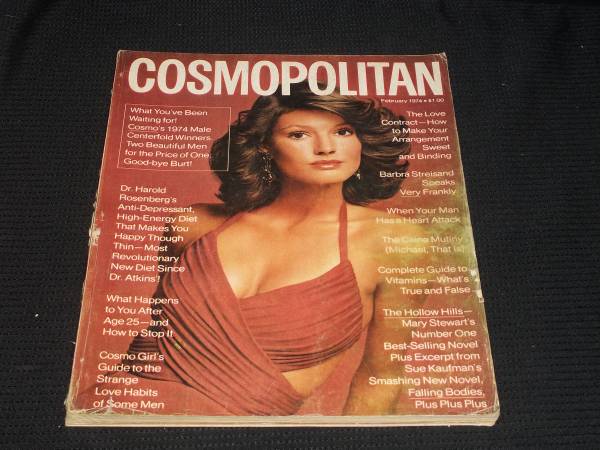 COSMOPOLITAN
February 1974 • $1.00
What You've Been
Waiting for!
Cosmo's 1974 Male
Centerfold Winners.
Two Beautiful Men
for the Price of One.
Good-bye Burt!
Dr. Harold
Rosenberg's
Anti-Depressant,
High-Energy Diet
That Makes You
Happy Though
Thin—Most
Revolutionary
New Diet Since
Dr. Atkins'!
What Happens
to You After
Age 25—and
How to Stop It
Cosmo Girl's
Guide to the
Strange
Love Habits
of Some Men
The Love
Contract—How
to Make Your
Arrangement
Sweet
and Binding
Barbra Streisand
Speaks
Very Frankly
When Your Man
Has a Heart Attack
The Caine Mutiny
(Michael, That Is)
Complete Guide to
Vitamins—What's
True and False
The Hollow Hills—
Mary Stewart's
Number One
Best-Selling Novel
Plus Excerpt from
Sue Kaufman's
Smashing New Novel,
Falling Bodies,
Plus Plus Plus